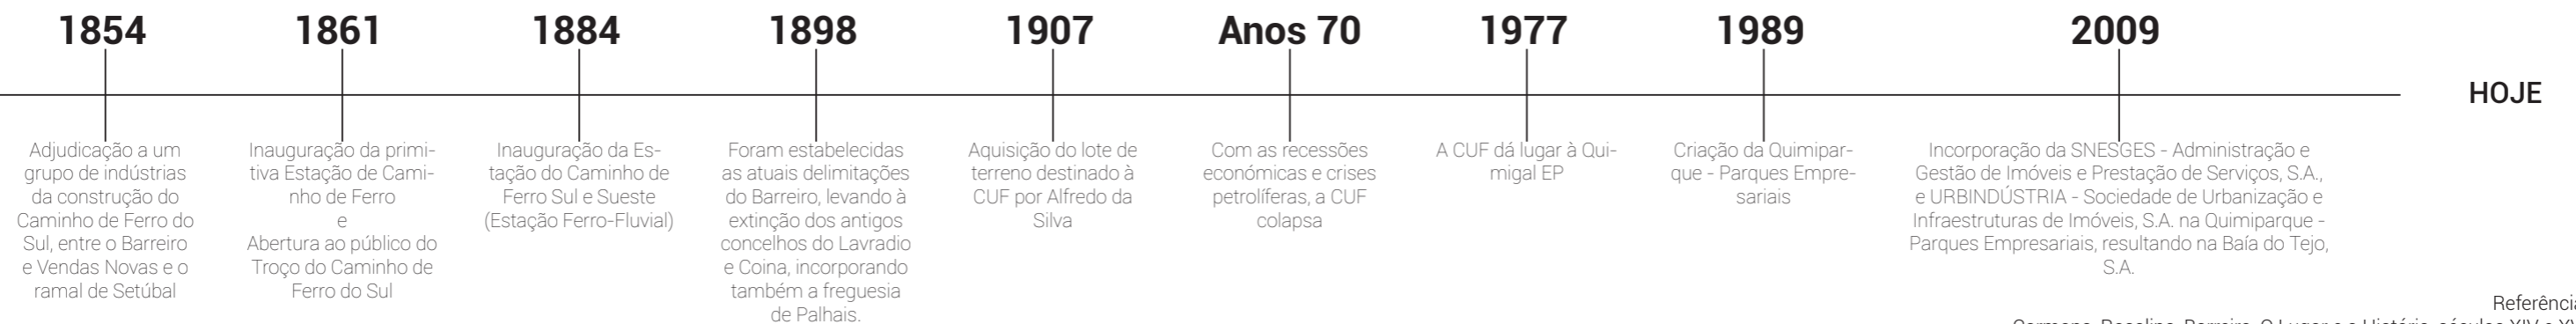 1854
Adjudicação a um
grupo de indústrias
da construção do
Caminho de Ferro do
Sul, entre o Barreiro
e Vendas Novas e o
ramal de Setúbal
1861
Inauguração da primi-
tiva Estação de Cami-
nho de Ferro
e
Abertura ao público do
Troço do Caminho de
Ferro do Sul
1884
Inauguração da Es-
tação do Caminho de
Ferro Sul e Sueste
(Estação Ferro-Fluvial)
1898
Foram estabelecidas
as atuais delimitações
do Barreiro, levando à
extinção dos antigos
concelhos do Lavradio
e Coina, incorporando
também a freguesia
de Palhais.
1907
Aquisição do lote de
terreno destinado à
CUF por Alfredo da
Silva
Anos 70
Com as recessões
económicas e crises
petrolíferas, a CUF
colapsa
1977
A CUF dá lugar à Qui-
migal EP
1989
Criação da Quimipar-
que - Parques Empre-
sariais
2009
Incorporação da SNESGES - Administração e
Gestão de Imóveis e Prestação de Serviços, S.A.,
e URBINDÚSTRIA - Sociedade de Urbanização e
Infraestruturas de Imóveis, S.A. na Quimiparque -
Parques Empresariais, resultando na Baía do Tejo,
S.A.
HOJE